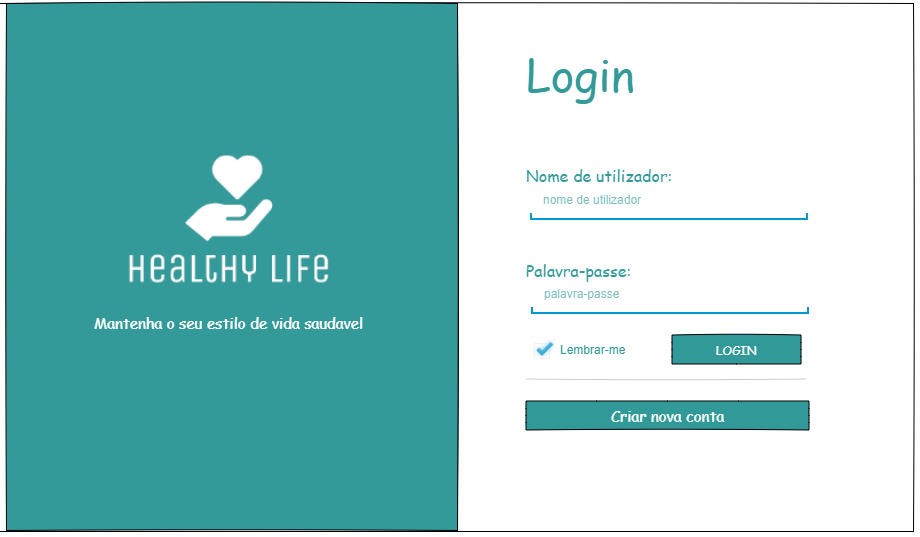 HEALTHY LIFE
Mantenha o seu estilo de vida saudavel
Login
Nome de utilizador:
nome de utilizador
Palavra-passe:
palavra-passe
Lembrar-me
LOGIN
Criar nova conta